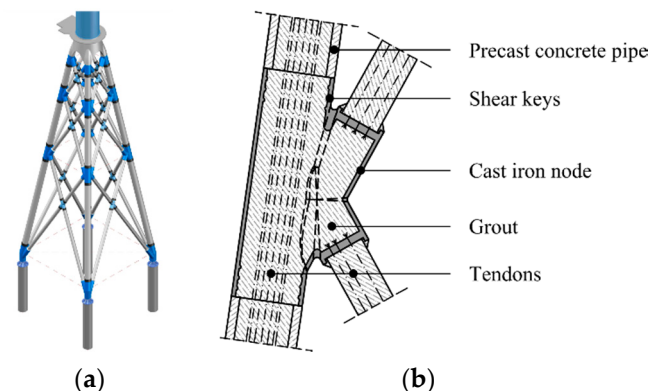 Precast concrete pipe
Shear keys
Cast iron node
Grout
Tendons
(a)
(b)